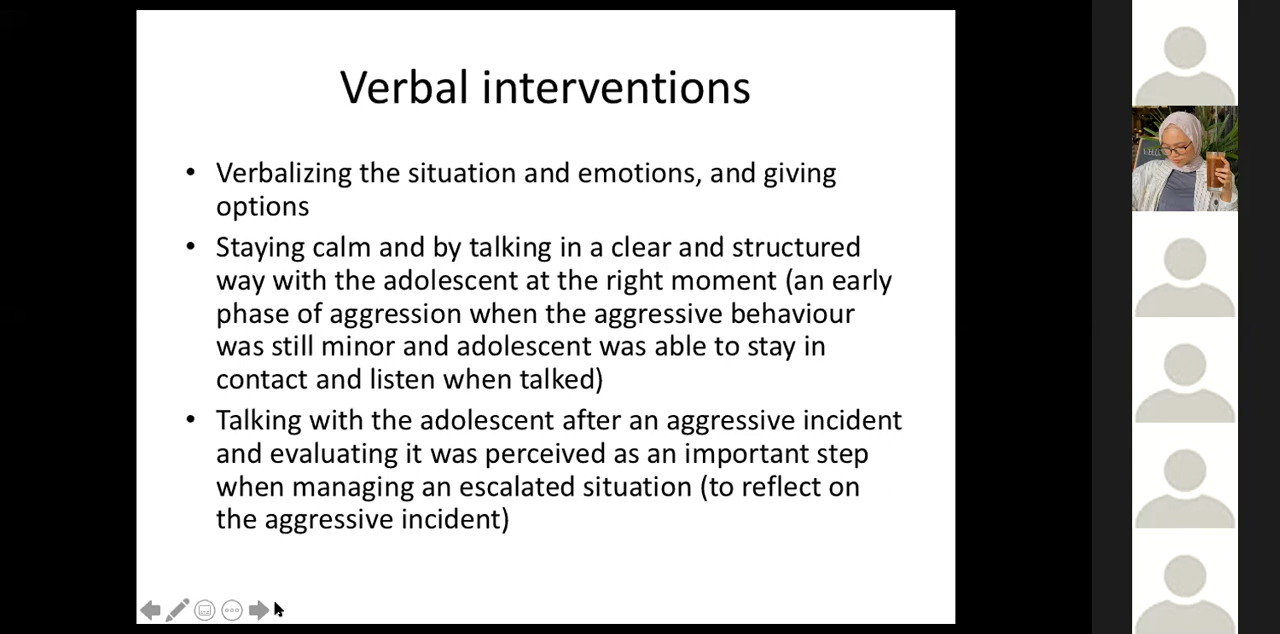 Verbal interventions
• Verbalizing the situation and emotions, and giving
options
• Staying calm and by talking in a clear and structured
way with the adolescent at the right moment (an early
phase of aggression when the aggressive behaviour
was still minor and adolescent was able to stay in
contact and listen when talked)
• Talking with the adolescent after an aggressive incident
and evaluating it was perceived as an important step
when managing an escalated situation (to reflect on
the aggressive incident)